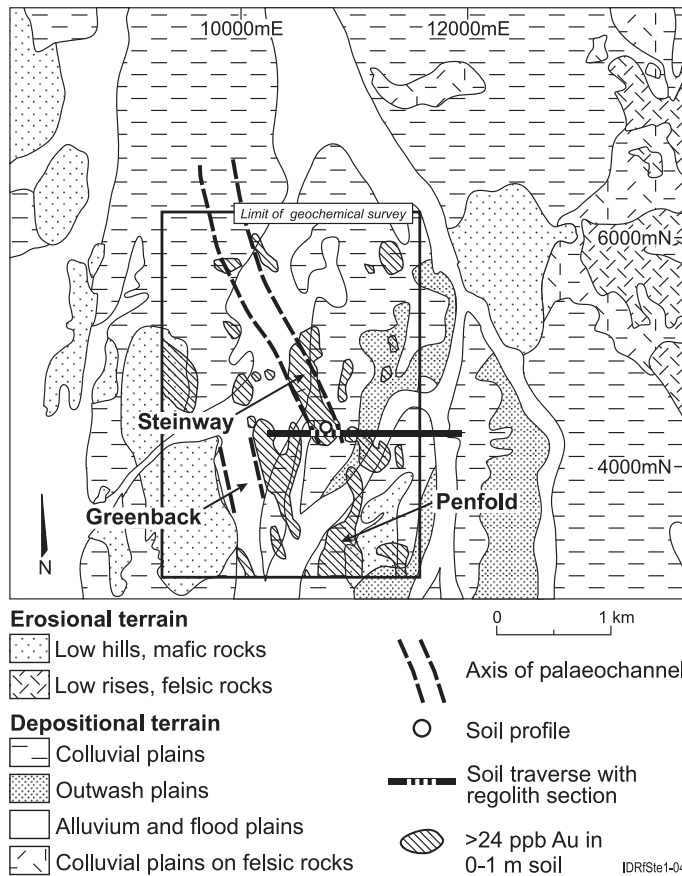 10000mE
12000mE
Limit of geochemical survey
6000mN
Steinway
4000mN
Greenback
Penfold
N
Erosional terrain
Low hills, mafic rocks
Low rises, felsic rocks
Depositional terrain
Colluvial plains
Outwash plains
Alluvium and flood plains
Colluvial plains on felsic rocks
0
1 km
Axis of palaeochannel
Soil profile
Soil traverse with
regolith section
>24 ppb Au in
0-1 m soil
IDRfSte1-04